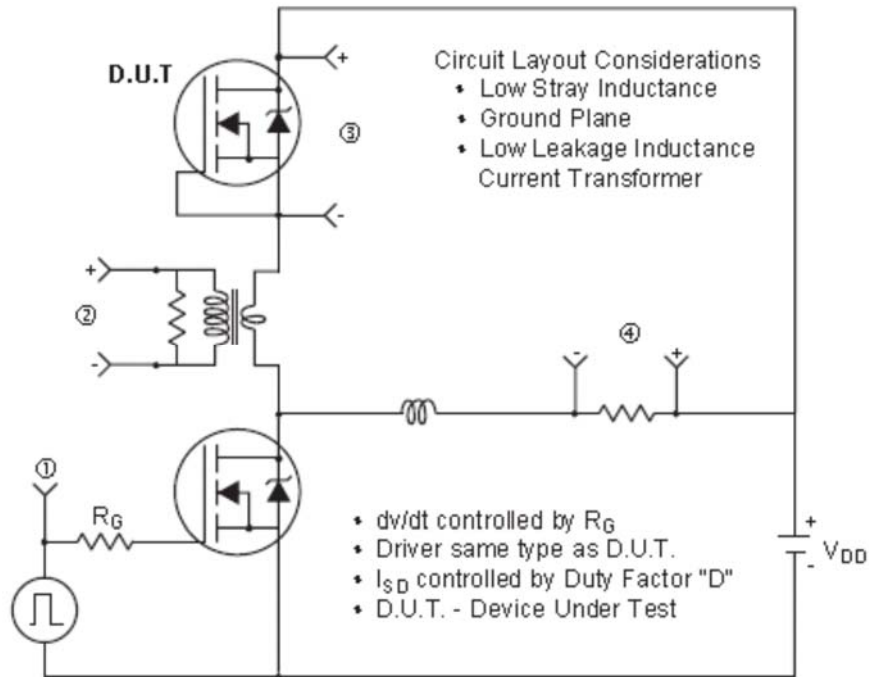 D.U.T
+
③
-
Circuit Layout Considerations
• Low Stray Inductance
• Ground Plane
• Low Leakage Inductance
Current Transformer
+
②
-
-
④
+
①
R_G
• dv/dt controlled by R_G
• Driver same type as D.U.T.
• I_SD controlled by Duty Factor "D"
• D.U.T. - Device Under Test
+
-
V_DD